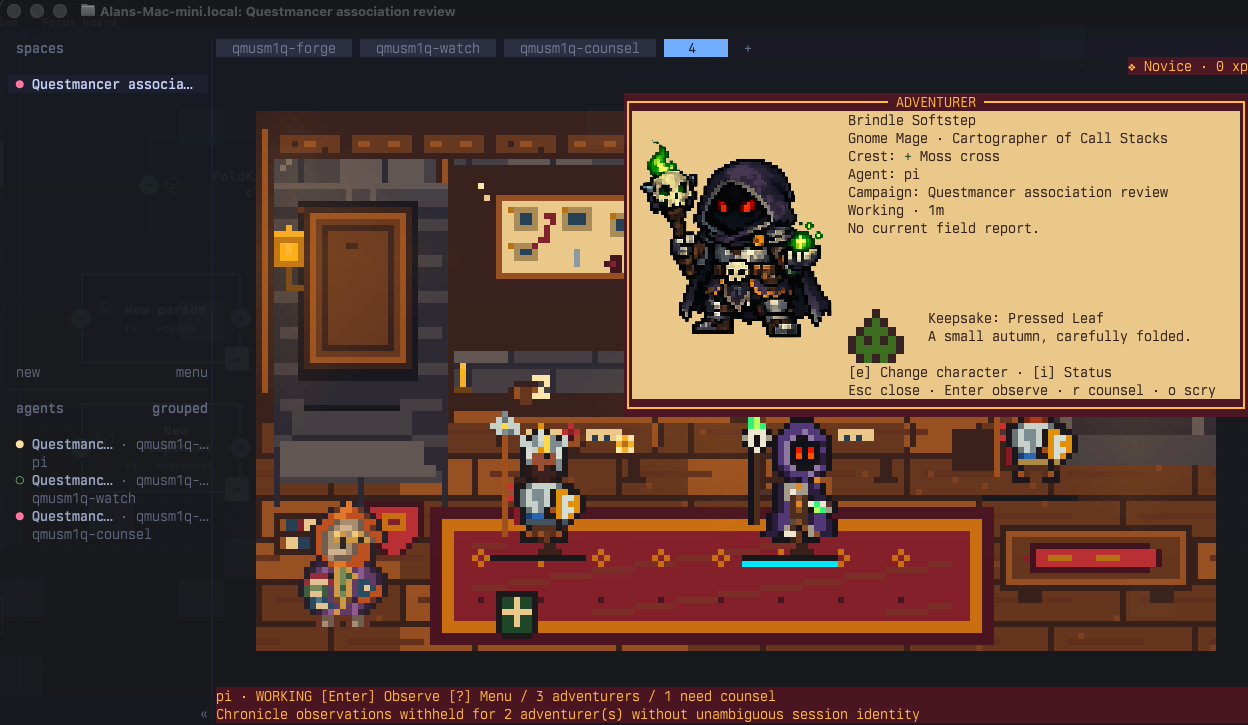 Alans-Mac-mini.local: Questmancer association review
spaces
qmusm1q-forge
qmusm1q-watch
qmusm1q-counsel
4
+
❖ Novice · 0 xp
Questmancer associa…
ADVENTURER
Brindle Softstep
Gnome Mage · Cartographer of Call Stacks
Crest: + Moss cross
Agent: pi
Campaign: Questmancer association review
Working · 1m
No current field report.
Keepsake: Pressed Leaf
A small autumn, carefully folded.
[e] Change character · [i] Status
Esc close · Enter observe · r counsel · o scry
New person
new
menu
agents
grouped
Questmanc… · qmusm1q-…
pi
Questmanc… · qmusm1q-…
qmusm1q-watch
Questmanc… · qmusm1q-…
qmusm1q-counsel
«
pi · WORKING [Enter] Observe [?] Menu / 3 adventurers / 1 need counsel
Chronicle observations withheld for 2 adventurer(s) without unambiguous session identity